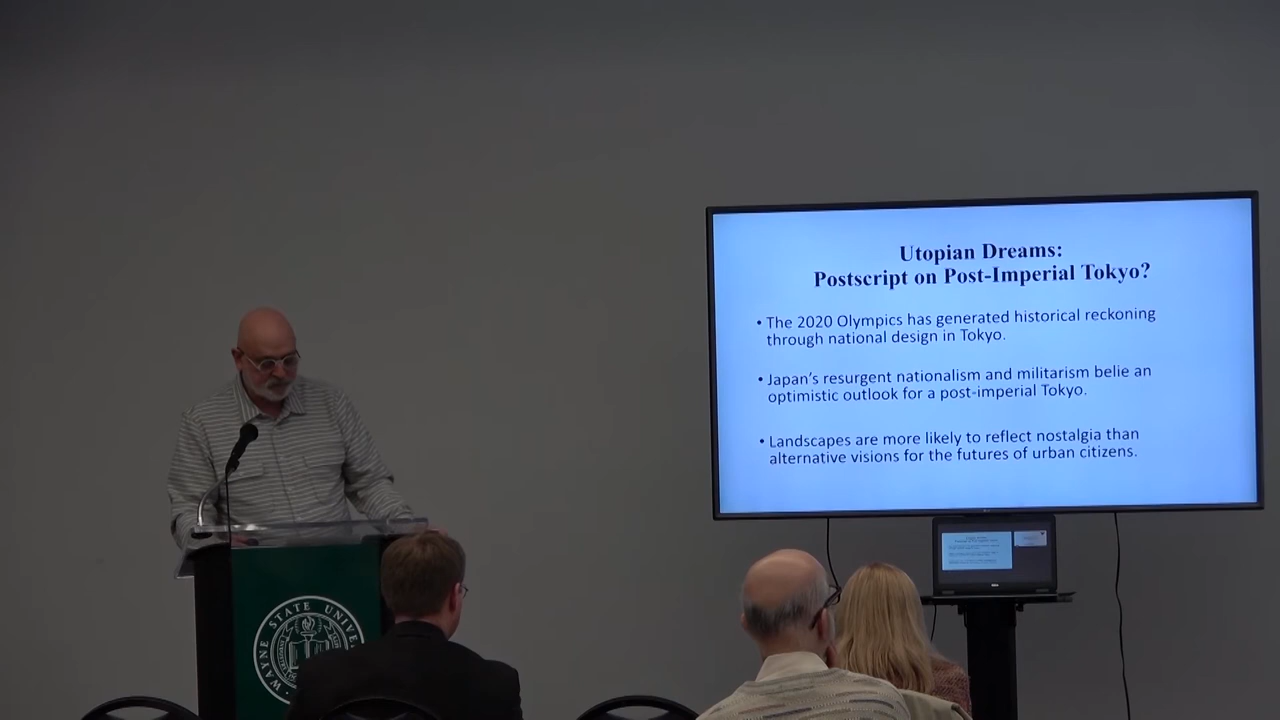 Utopian Dreams:
Postscript on Post-Imperial Tokyo?
• The 2020 Olympics has generated historical reckoning
through national design in Tokyo.
• Japan's resurgent nationalism and militarism belie an
optimistic outlook for a post-imperial Tokyo.
• Landscapes are more likely to reflect nostalgia than
alternative visions for the futures of urban citizens.
WAYNE STATE UNIVE